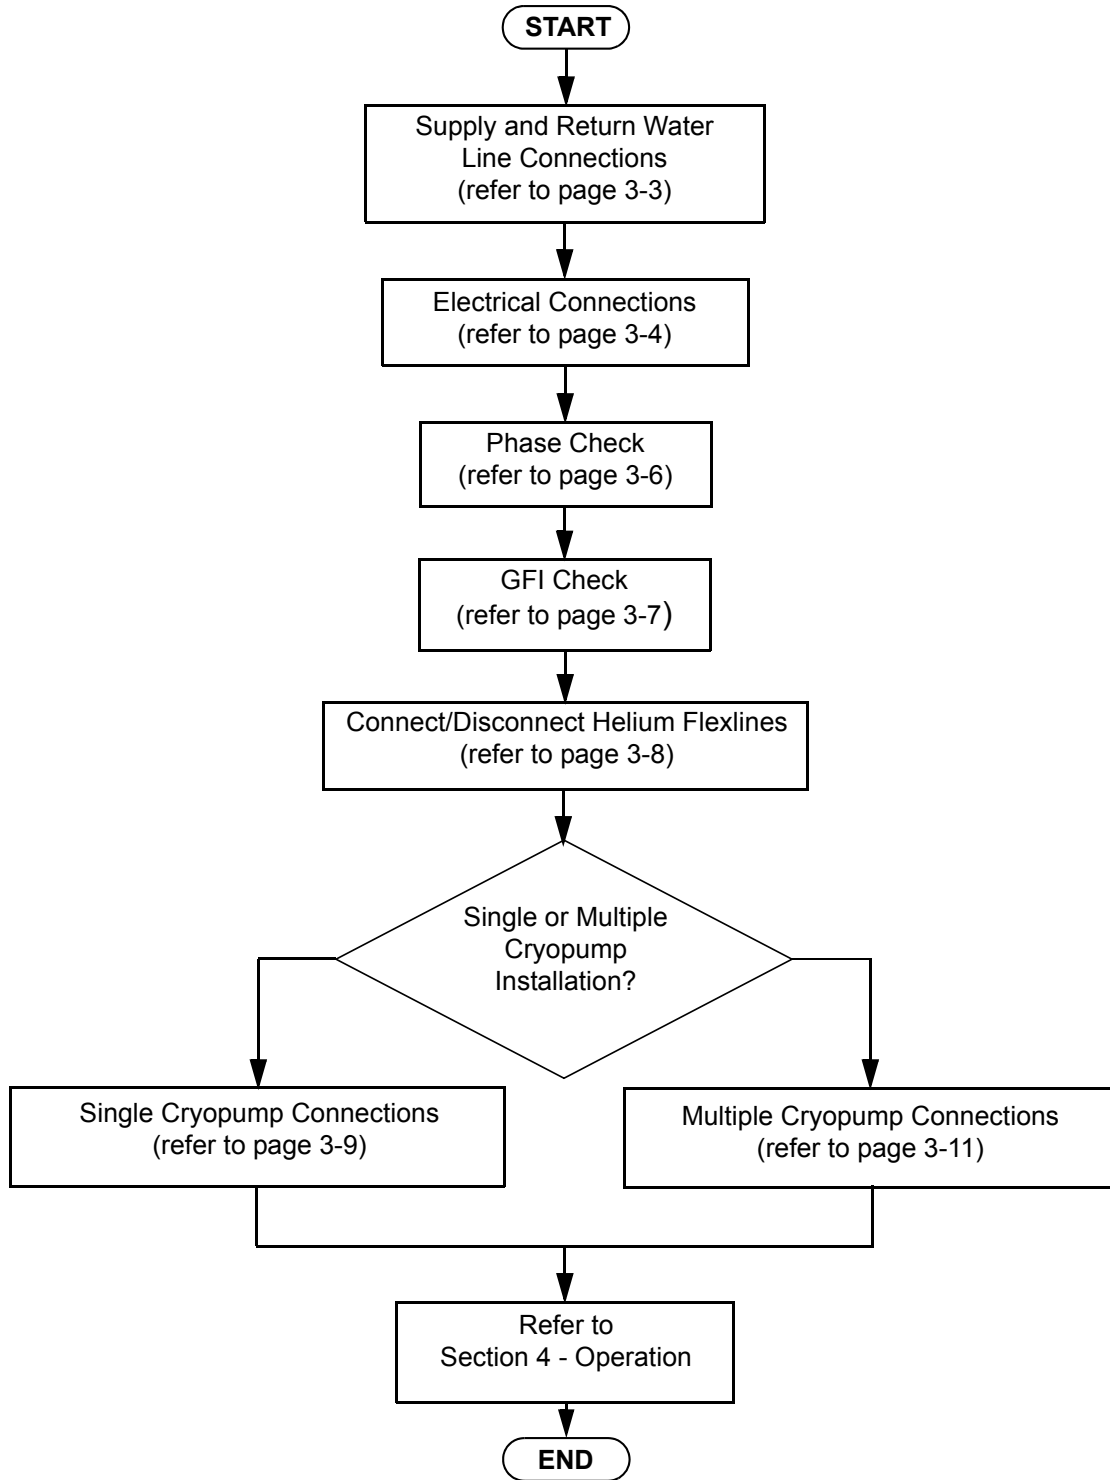 START
Supply and Return Water
Line Connections
(refer to page 3-3)
Electrical Connections
(refer to page 3-4)
Phase Check
(refer to page 3-6)
GFI Check
(refer to page 3-7)
Connect/Disconnect Helium Flexlines
(refer to page 3-8)
Single or Multiple
Cryopump
Installation?
Single Cryopump Connections
(refer to page 3-9)
Multiple Cryopump Connections
(refer to page 3-11)
Refer to
Section 4 - Operation
END